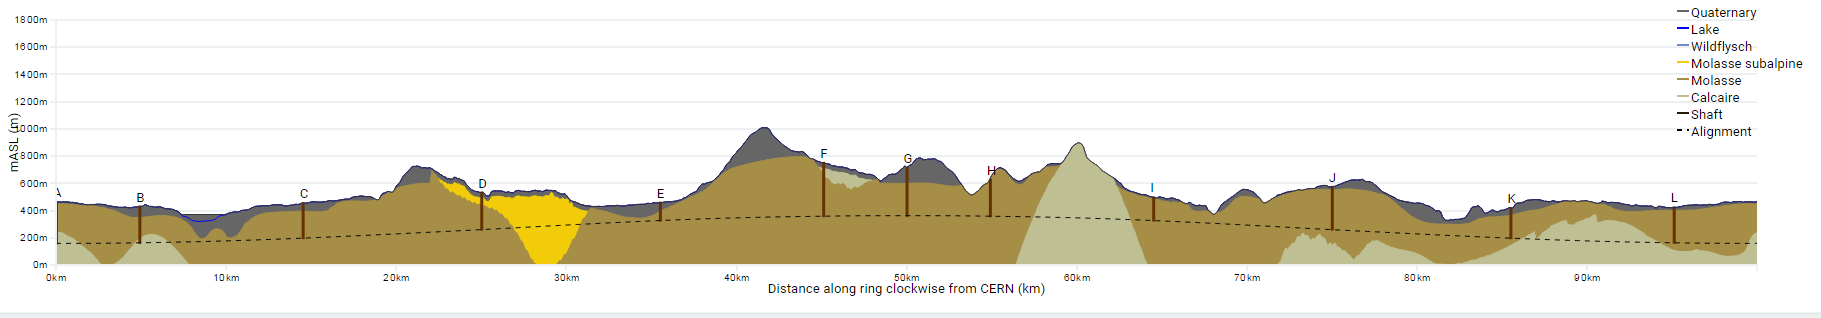 1800m
1600m
1400m
1200m
1000m
800m
600m
400m
200m
0m
mASL (m)
A
B
C
D
E
F
G
H
I
J
K
L
Quaternary
Lake
Wildflysch
Molasse subalpine
Molasse
Calcaire
Shaft
Alignment
0km
10km
20km
30km
40km
50km
60km
70km
80km
90km
Distance along ring clockwise from CERN (km)